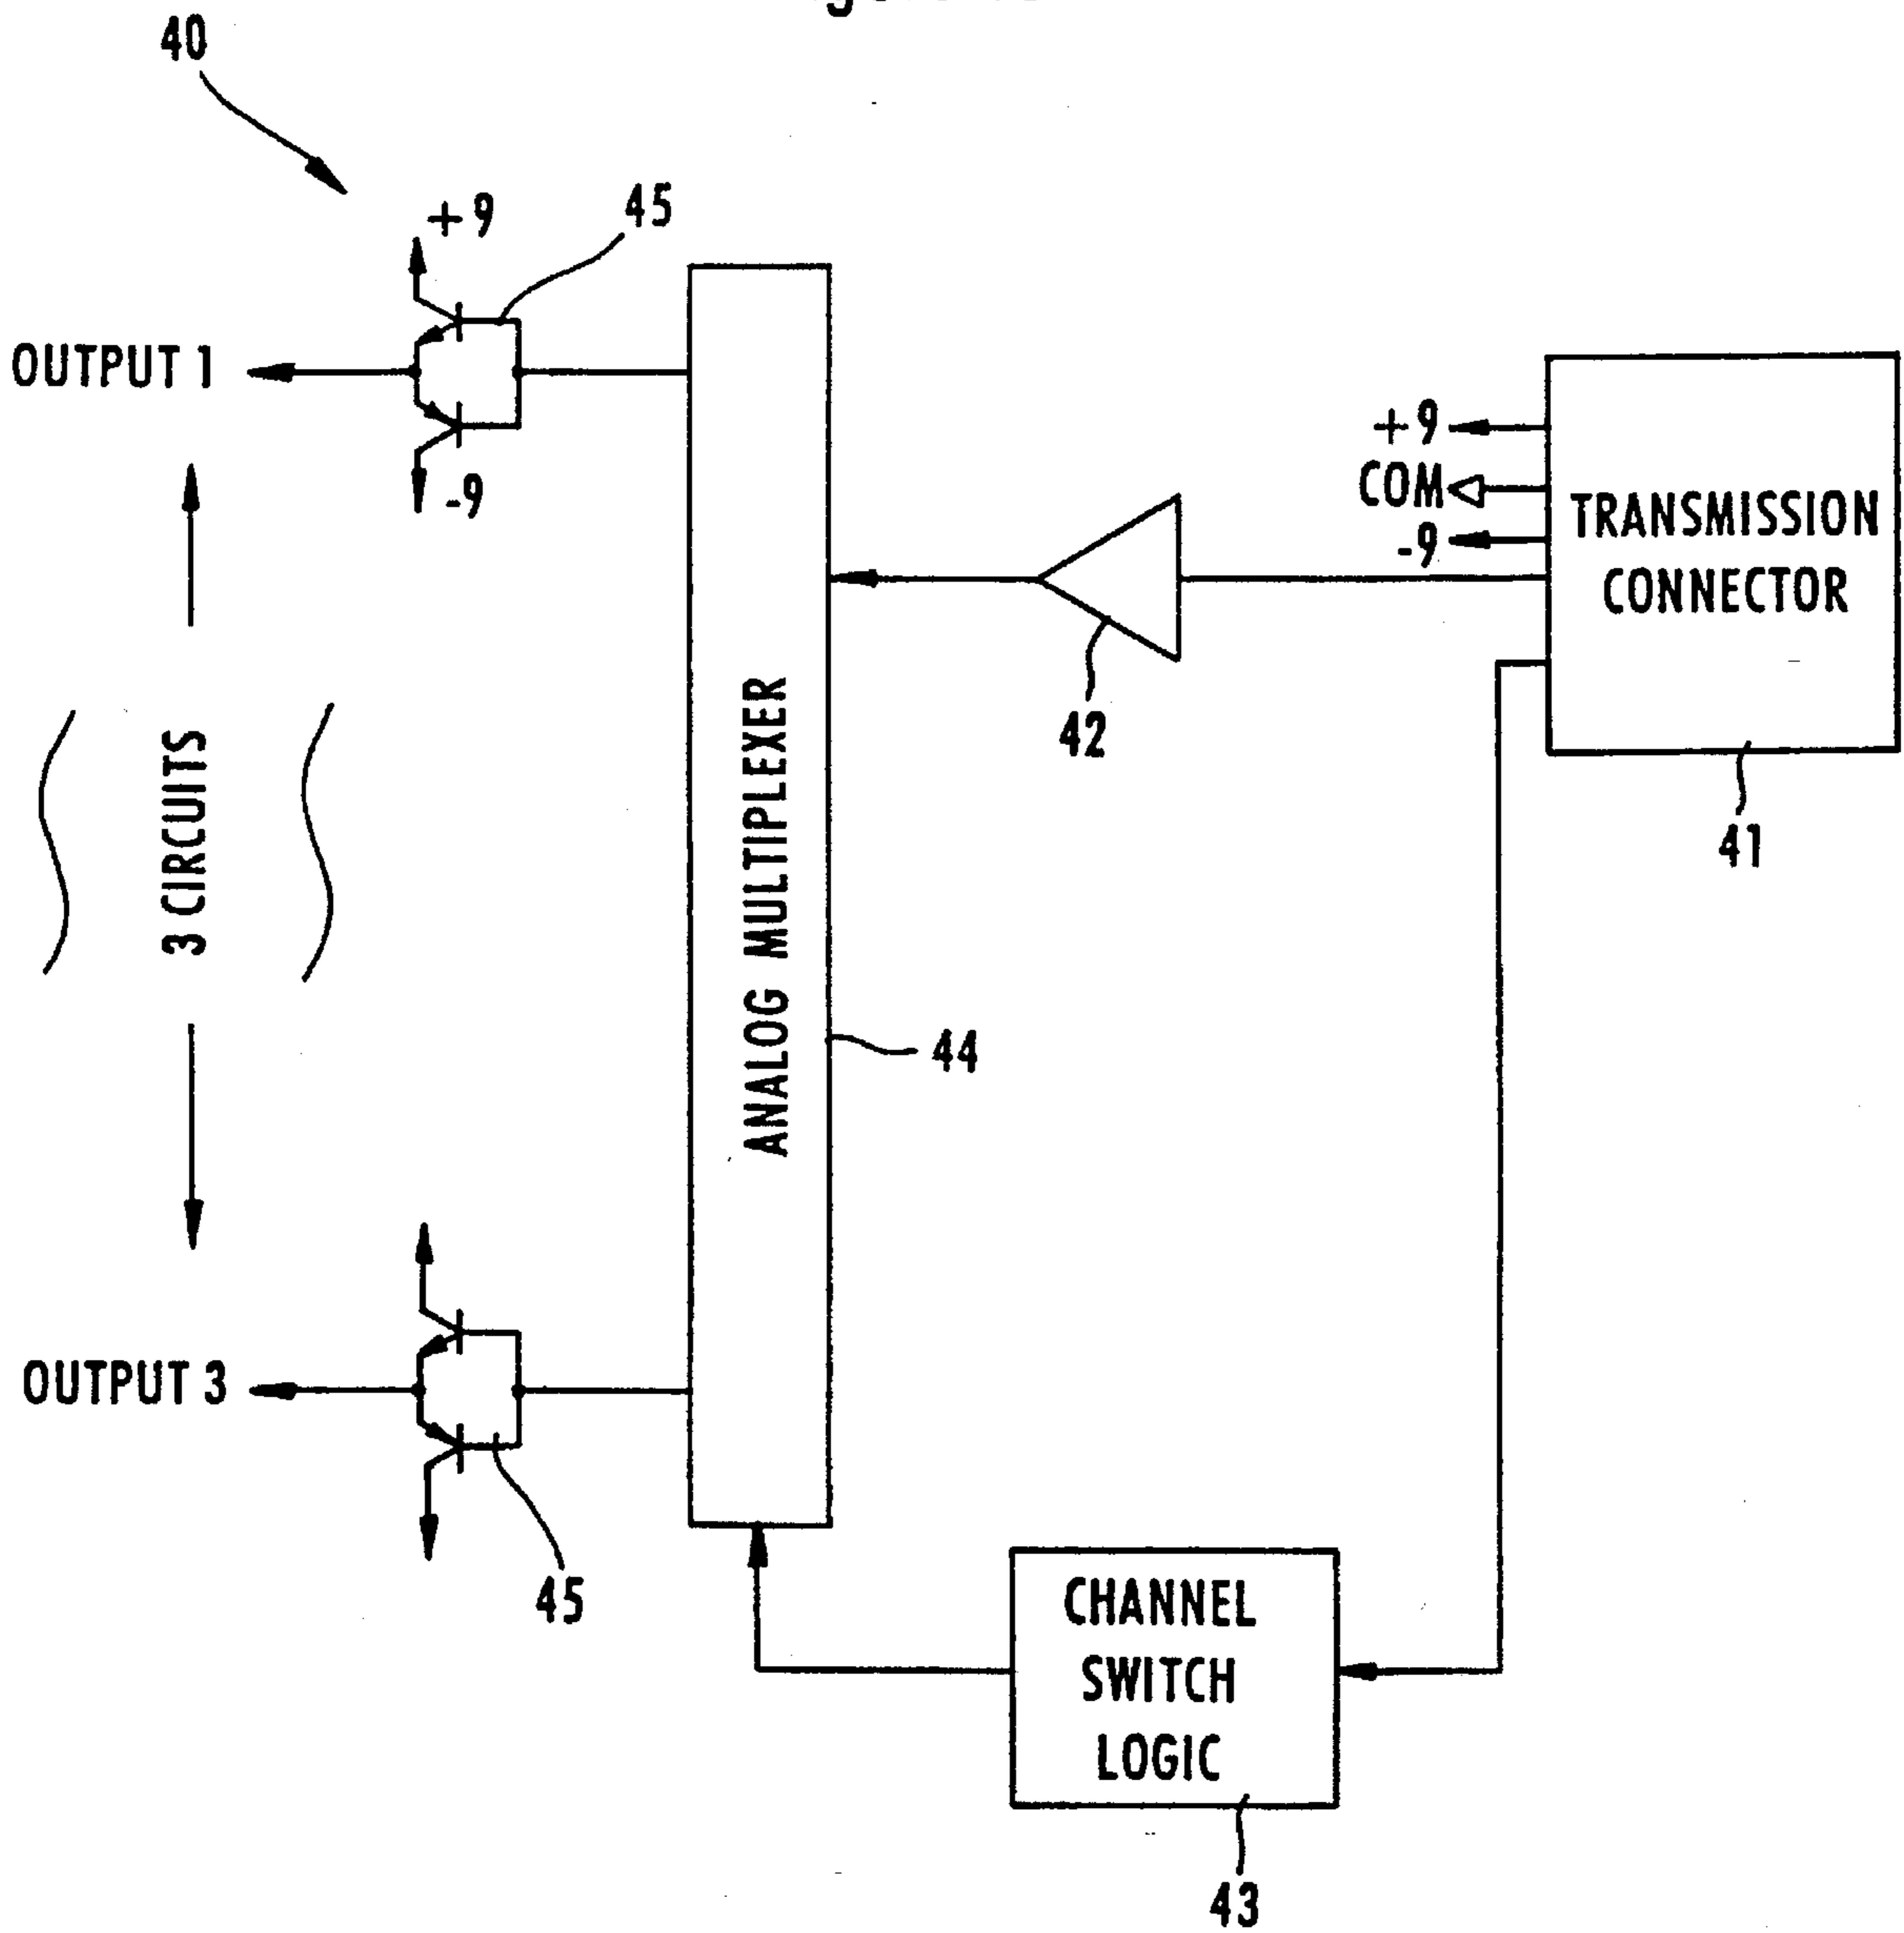 40
+9
45
OUTPUT 1
-9
+9
COM
-9
TRANSMISSION
CONNECTOR
42
41
3 CIRCUITS
ANALOG MULTIPLEXER
44
OUTPUT 3
45
CHANNEL
SWITCH
LOGIC
43